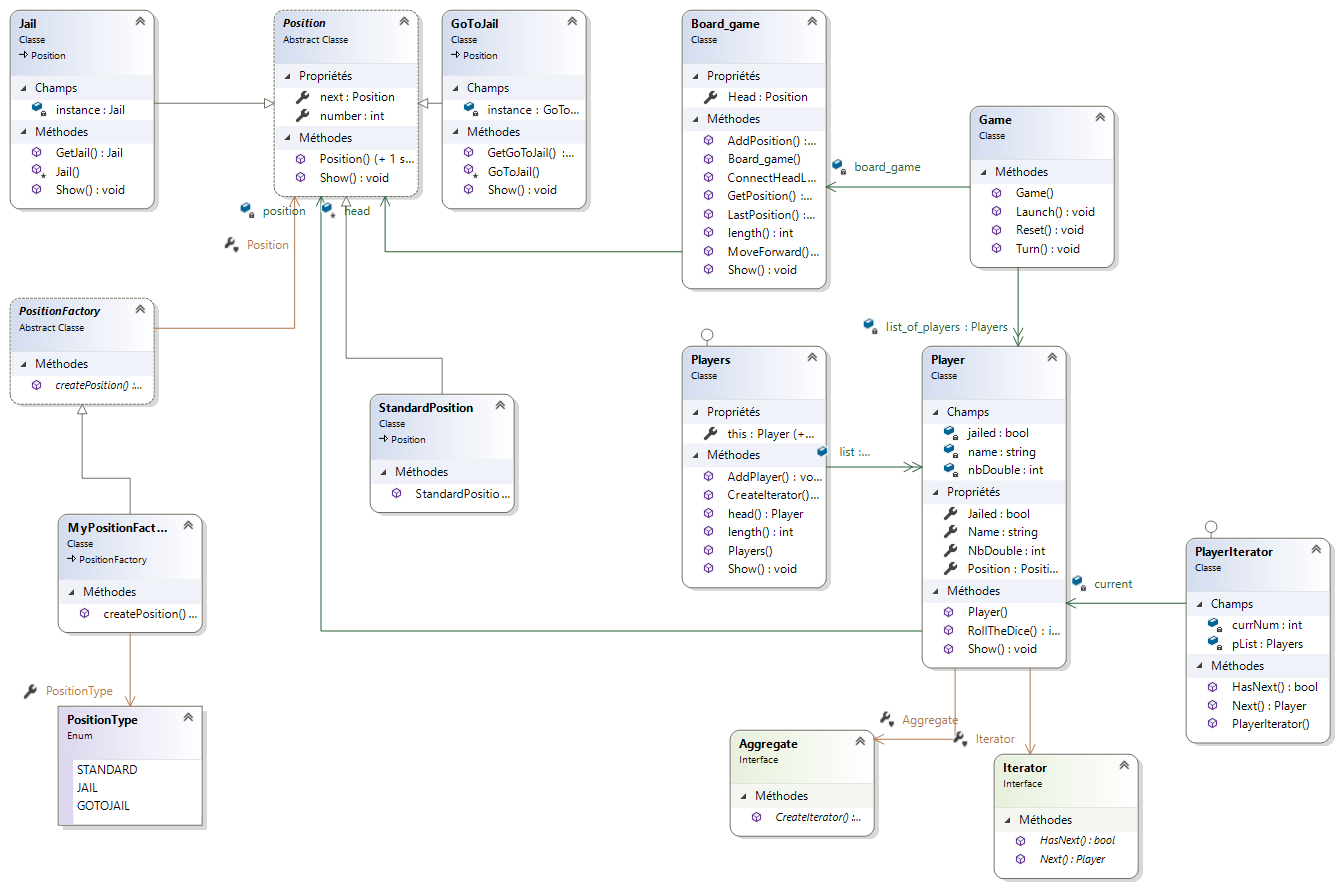 Jail
Classe
Position
Champs
instance : Jail
Méthodes
GetJail() : Jail
Jail()
Show() : void
Position
Abstract Classe
Propriétés
next : Position
number : int
Méthodes
Position() (+ 1 s...
Show() : void
GoToJail
Classe
Position
Champs
instance : GoTo...
Méthodes
GetGoToJail() :...
GoToJail()
Show() : void
Board_game
Classe
Propriétés
Head : Position
Méthodes
AddPosition() :...
Board_game()
ConnectHeadL...
GetPosition() :...
LastPosition() :...
length() : int
MoveForward()...
Show() : void
board_game
Game
Classe
Méthodes
Game()
Launch() : void
Reset() : void
Turn() : void
position
head
Position
PositionFactory
Abstract Classe
Méthodes
createPosition() :...
list_of_players : Players
StandardPosition
Classe
Position
Méthodes
StandardPositio...
Players
Classe
Propriétés
this : Player (+...
Méthodes
AddPlayer() : vo...
CreateIterator()...
head() : Player
length() : int
Players()
Show() : void
list :...
Player
Classe
Champs
jailed : bool
name : string
nbDouble : int
Propriétés
Jailed : bool
Name : string
NbDouble : int
Position : Positi...
Méthodes
Player()
RollTheDice() : i...
Show() : void
current
PlayerIterator
Classe
Champs
currNum : int
pList : Players
Méthodes
HasNext() : bool
Next() : Player
PlayerIterator()
MyPositionFact...
Classe
PositionFactory
Méthodes
createPosition()...
PositionType
PositionType
Enum
STANDARD
JAIL
GOTOJAIL
Aggregate
Iterator
Aggregate
Interface
Méthodes
CreateIterator() :...
Iterator
Interface
Méthodes
HasNext() : bool
Next() : Player